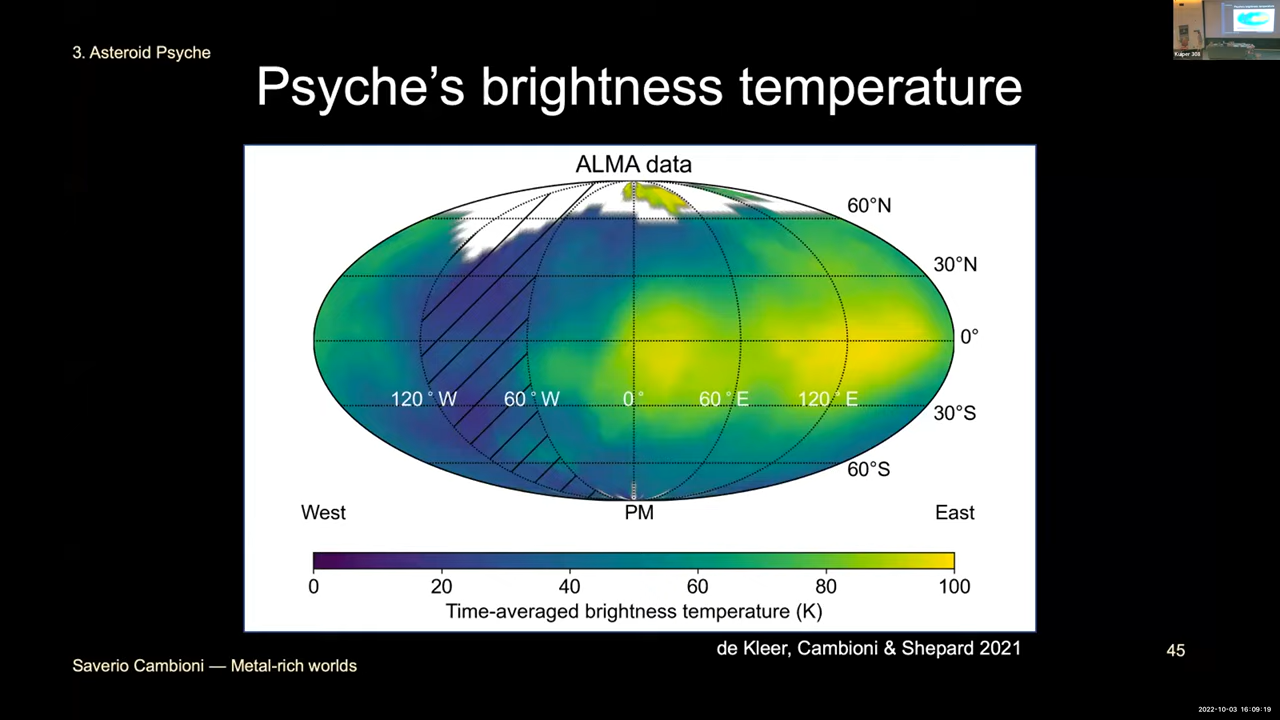 3. Asteroid Psyche
Kuiper 308
Psyche's brightness temperature
ALMA data
60°N
30°N
0°
120°W 60°W 0° 60°E 120°E
30°S
60°S
West PM East
0 20 40 60 80 100
Time-averaged brightness temperature (K)
de Kleer, Cambioni & Shepard 2021
45
Saverio Cambioni — Metal-rich worlds
2022-10-03 16:09:19